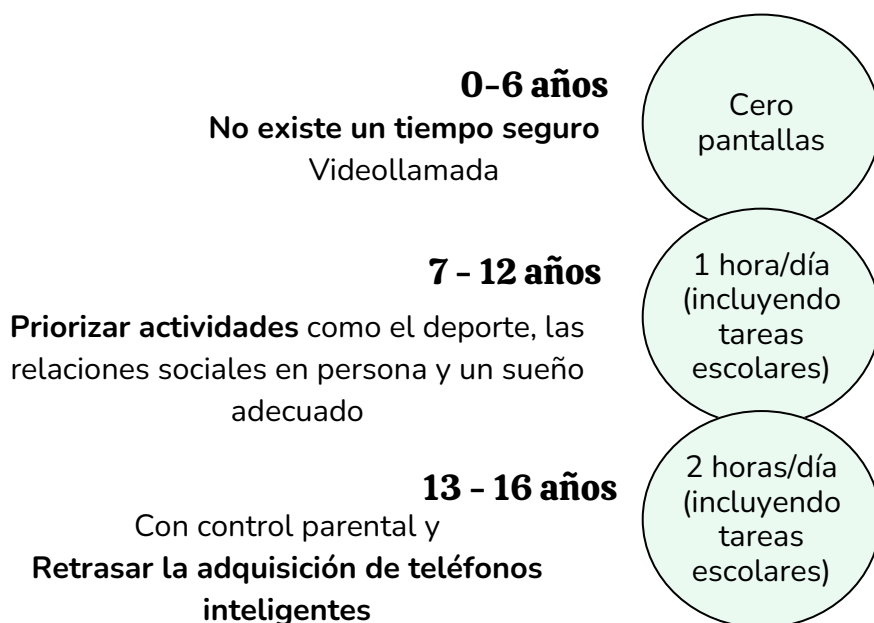 0-6 años
No existe un tiempo seguro
Videollamada
Cero
pantallas
7 - 12 años
Priorizar actividades como el deporte, las
relaciones sociales en persona y un sueño
adecuado
1 hora/día
(incluyendo
tareas
escolares)
13 - 16 años
Con control parental y
Retrasar la adquisición de teléfonos
inteligentes
2 horas/día
(incluyendo
tareas
escolares)